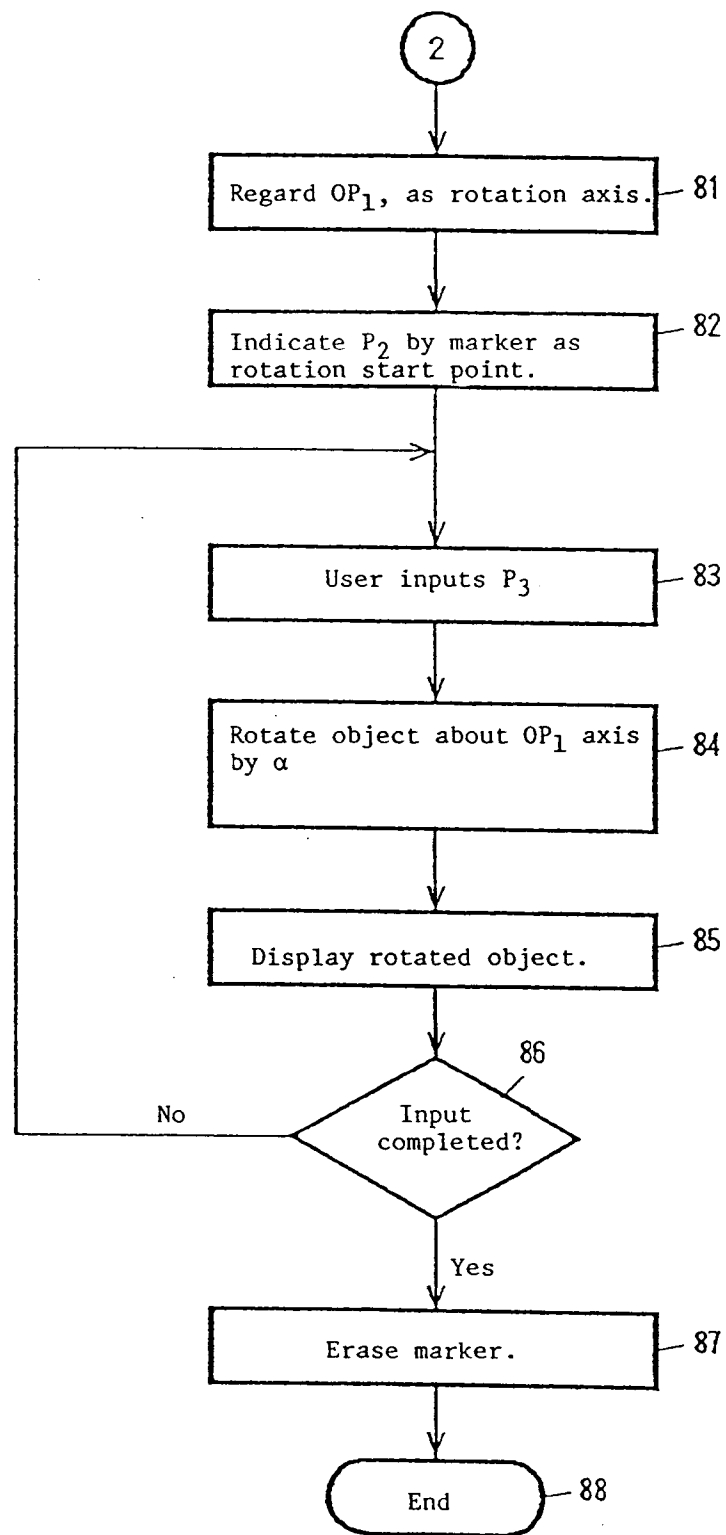 2
Regard OP₁, as rotation axis.
81
82
Indicate P₂ by marker as
rotation start point.
User inputs P₃
83
Rotate object about OP₁ axis
by α
84
Display rotated object.
85
86
No
Input
completed?
Yes
Erase marker.
87
End
88